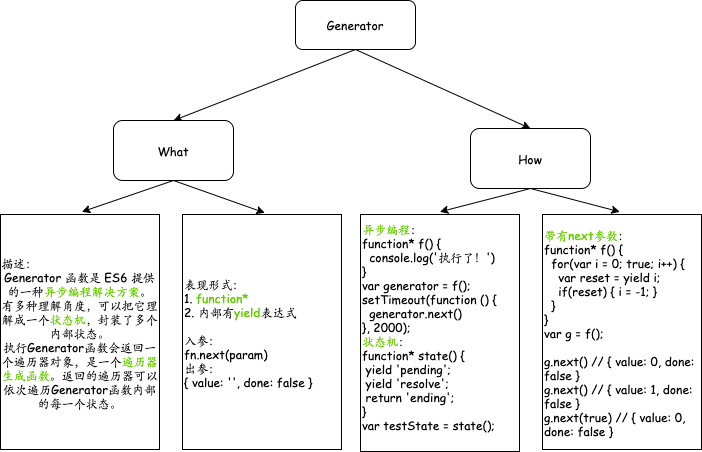 Generator
What
How
描述:
Generator 函数是 ES6 提供
的一种异步编程解决方案。
有多种理解角度，可以把它理
解成一个状态机，封装了多个
内部状态。
执行Generator函数会返回一
个遍历器对象，是一个遍历器
生成函数。返回的遍历器可以
依次遍历Generator函数内部
的每一个状态。
表现形式:
1. function*
2. 内部有yield表达式
入参:
fn.next(param)
出参:
{ value: '', done: false }
异步编程:
function* f() {
console.log('执行了！')
}
var generator = f();
setTimeout(function () {
generator.next()
}, 2000);
状态机:
function* state() {
yield 'pending';
yield 'resolve';
return 'ending';
}
var testState = state();
带有next参数:
function* f() {
for(var i = 0; true; i++) {
var reset = yield i;
if(reset) { i = -1; }
}
}
var g = f();
g.next() // { value: 0, done:
false }
g.next() // { value: 1, done:
false }
g.next(true) // { value: 0,
done: false }